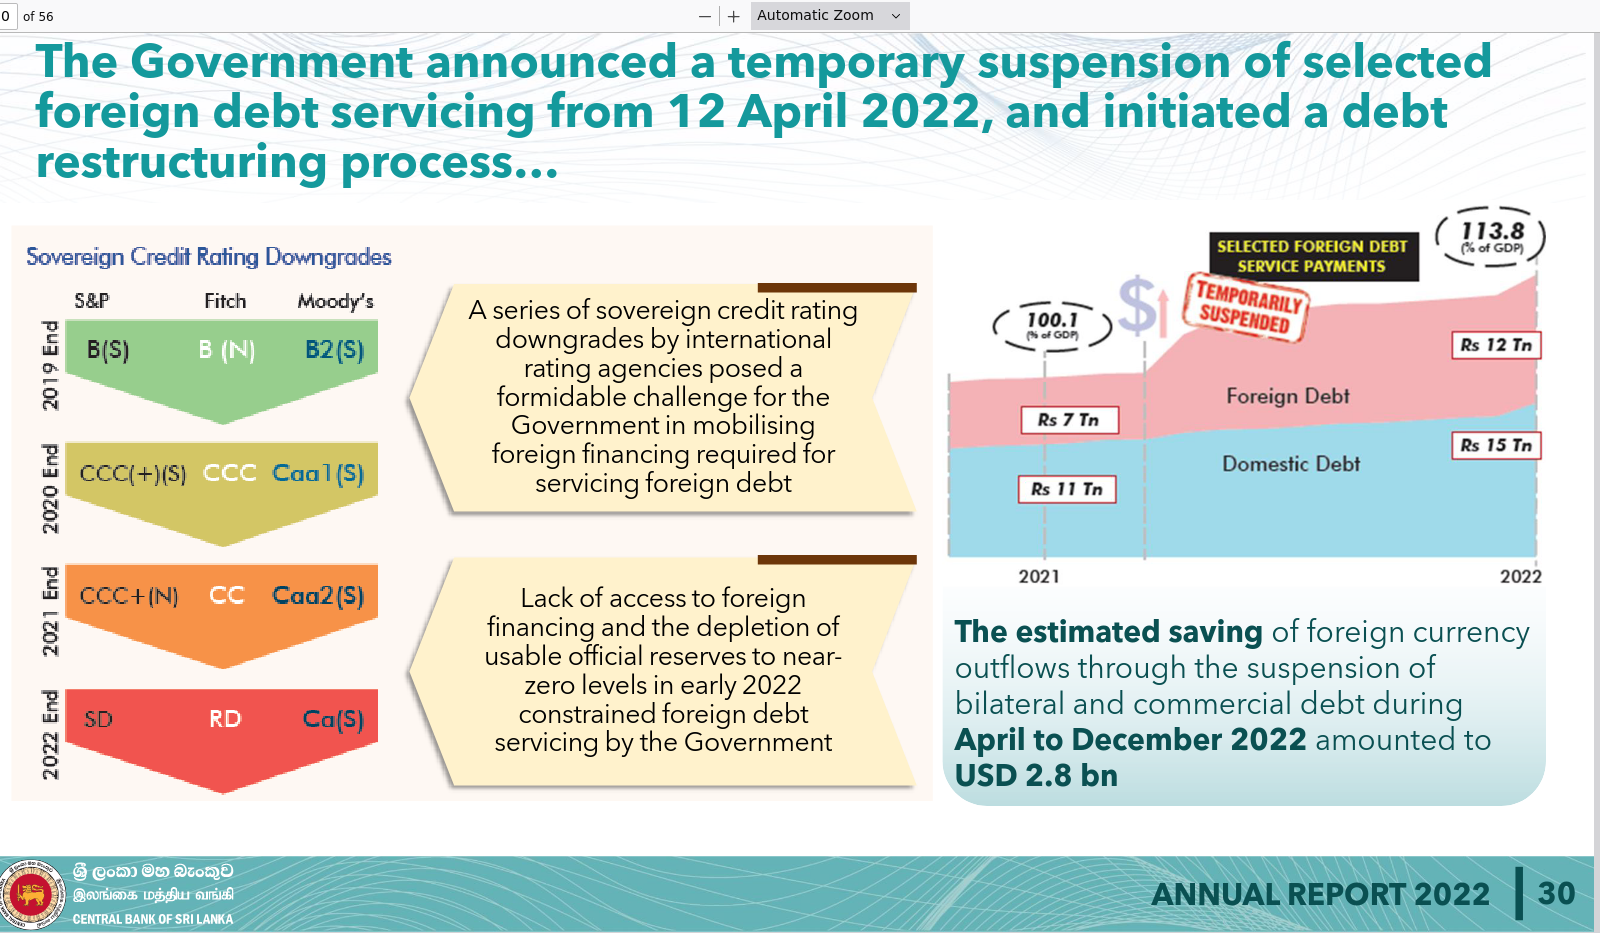 0 of 56
Automatic Zoom
The Government announced a temporary suspension of selected
foreign debt servicing from 12 April 2022, and initiated a debt
restructuring process...
Sovereign Credit Rating Downgrades
S&P Fitch Moody's
2019 End
B(S) B (N) B2(S)
2020 End
CCC(+)(S) CCC Caa1(S)
2021 End
CCC+(N) CC Caa2(S)
2022 End
SD RD Ca(S)
A series of sovereign credit rating
downgrades by international
rating agencies posed a
formidable challenge for the
Government in mobilising
foreign financing required for
servicing foreign debt
Lack of access to foreign
financing and the depletion of
usable official reserves to near-
zero levels in early 2022
constrained foreign debt
servicing by the Government
113.8
(% of GDP)
SELECTED FOREIGN DEBT
SERVICE PAYMENTS
TEMPORARILY
SUSPENDED
$
100.1
(% of GDP)
Rs 12 Tn
Foreign Debt
Rs 7 Tn
Rs 15 Tn
Domestic Debt
Rs 11 Tn
2021 2022
The estimated saving of foreign currency
outflows through the suspension of
bilateral and commercial debt during
April to December 2022 amounted to
USD 2.8 bn
ශ්‍රී ලංකා මහ බැංකුව
இலங்கை மத்திய வங்கி
CENTRAL BANK OF SRI LANKA
ANNUAL REPORT 2022 30